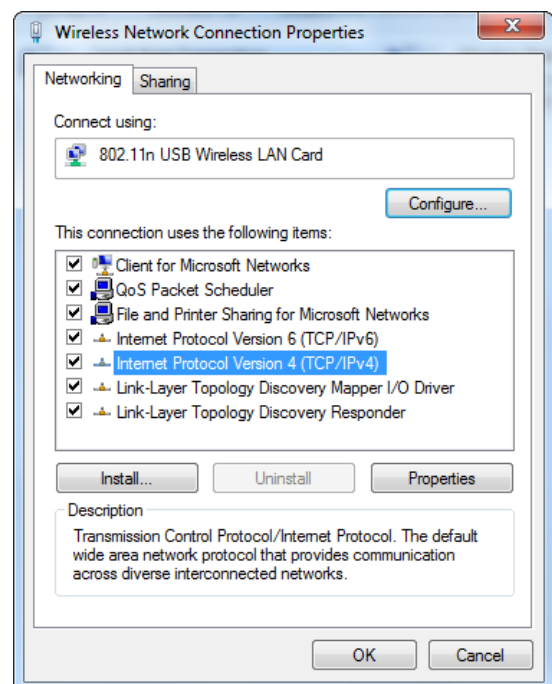 Wireless Network Connection Properties
Networking
Sharing
Connect using:
802.11n USB Wireless LAN Card
Configure...
This connection uses the following items:
Client for Microsoft Networks
QoS Packet Scheduler
File and Printer Sharing for Microsoft Networks
Internet Protocol Version 6 (TCP/IPv6)
Internet Protocol Version 4 (TCP/IPv4)
Link-Layer Topology Discovery Mapper I/O Driver
Link-Layer Topology Discovery Responder
Install...
Uninstall
Properties
Description
Transmission Control Protocol/Internet Protocol. The default
wide area network protocol that provides communication
across diverse interconnected networks.
OK
Cancel